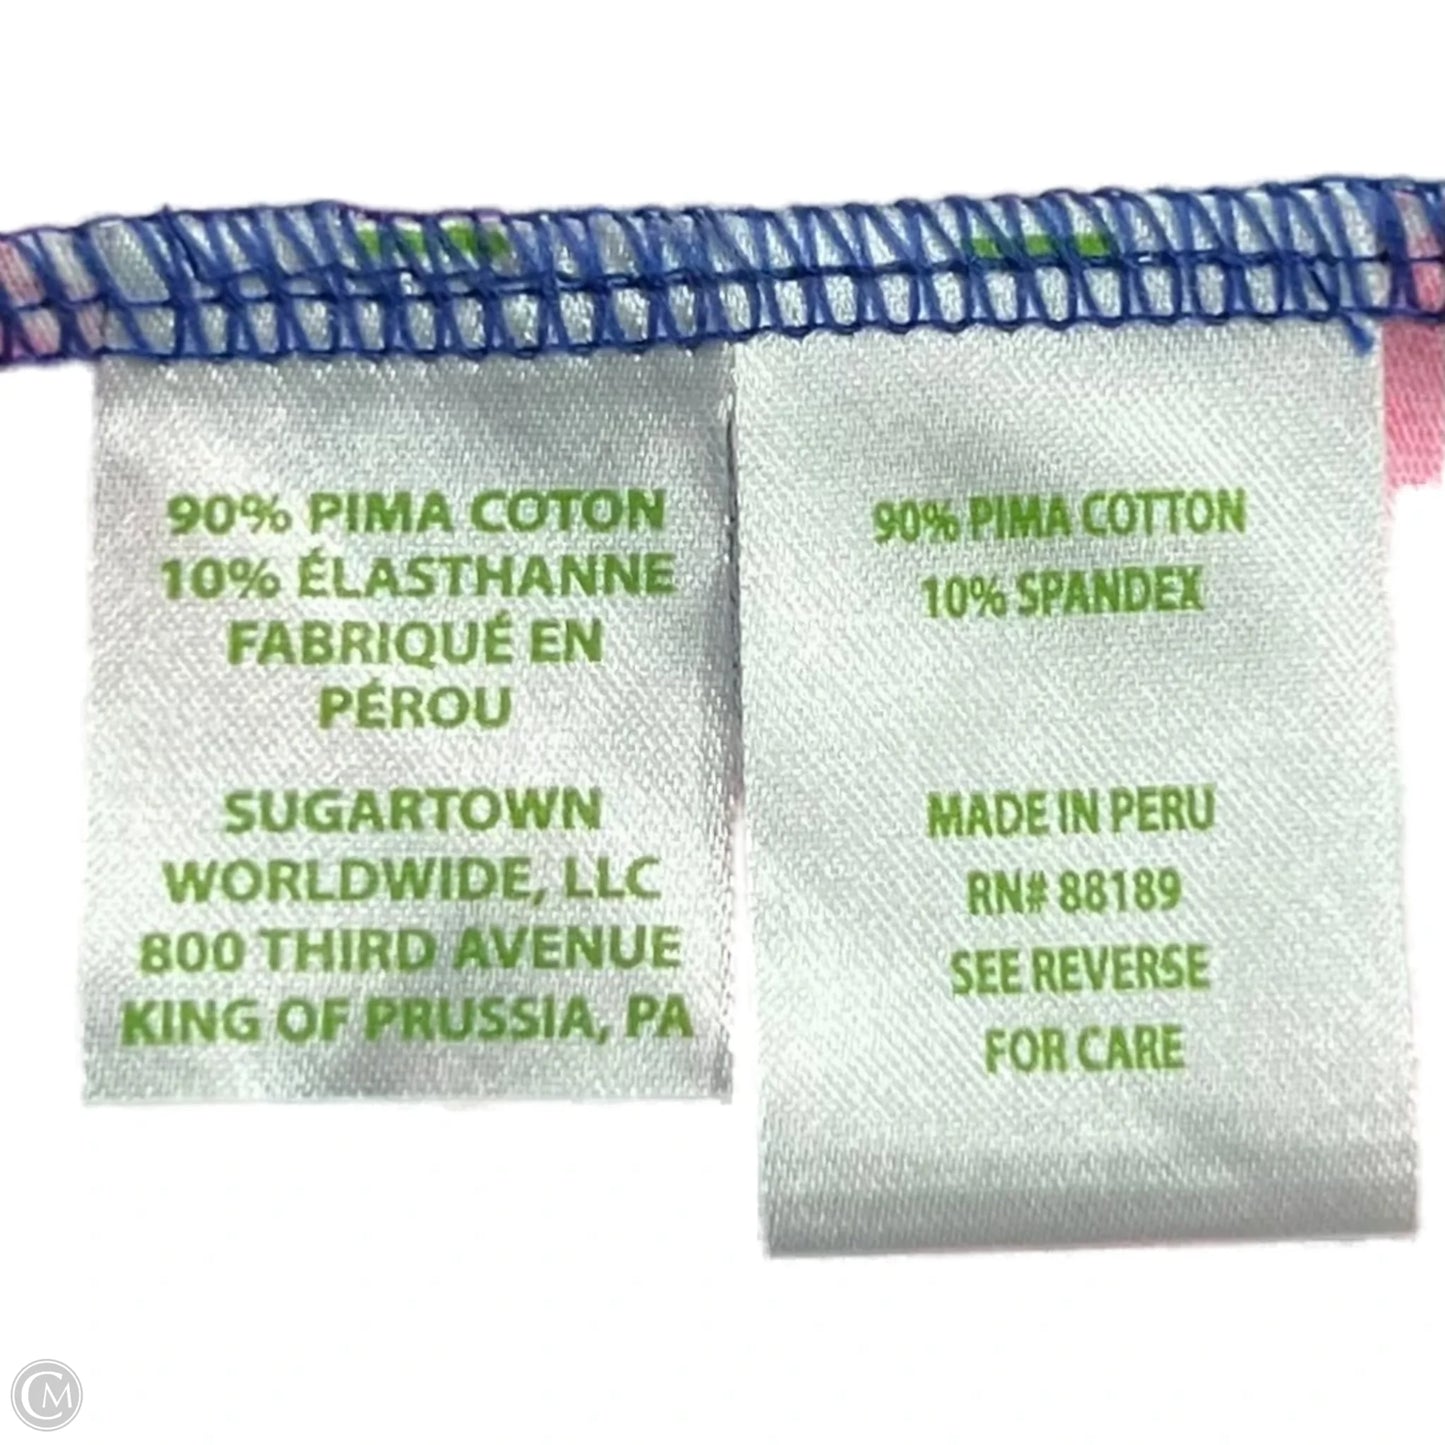 90% PIMA COTON
10% ÉLASTHANNE
FABRIQUÉ EN
PÉROU
SUGARTOWN
WORLDWIDE, LLC
800 THIRD AVENUE
KING OF PRUSSIA, PA
90% PIMA COTTON
10% SPANDEX
MADE IN PERU
RN# 88189
SEE REVERSE
FOR CARE
CM